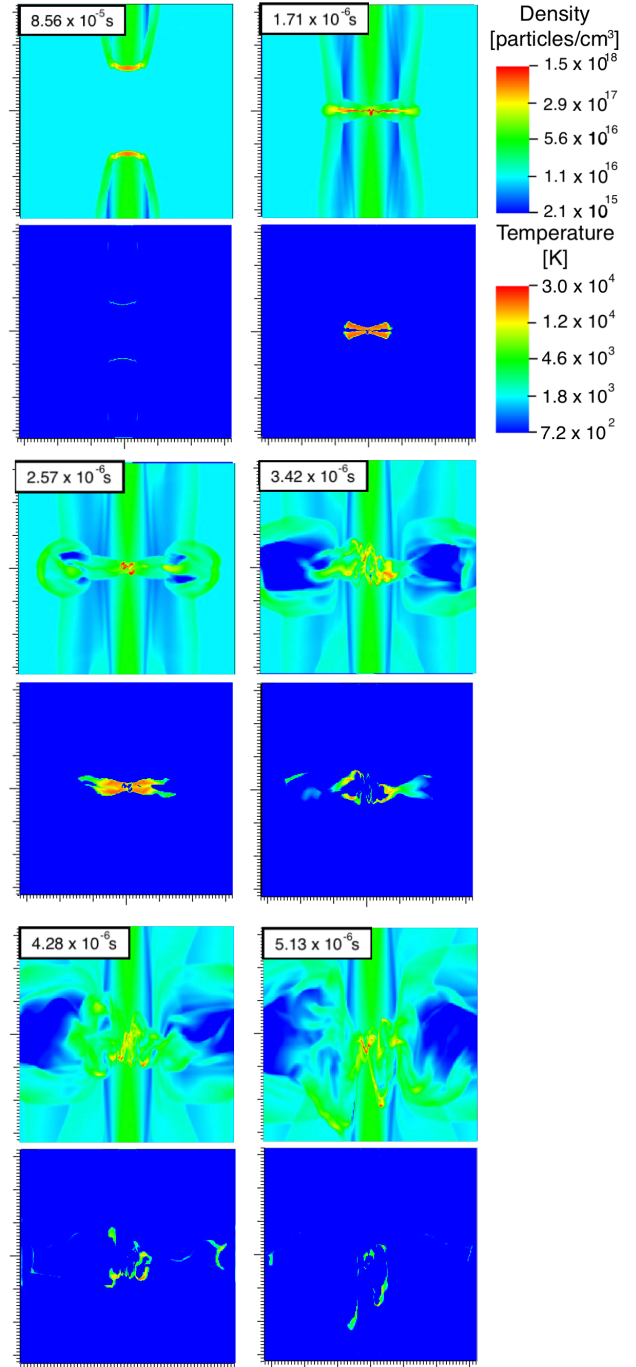 8.56 x 10⁻⁵s
1.71 x 10⁻⁶s
Density
[particles/cm³]
1.5 x 10¹⁸
2.9 x 10¹⁷
5.6 x 10¹⁶
1.1 x 10¹⁶
2.1 x 10¹⁵
Temperature
[K]
3.0 x 10⁴
1.2 x 10⁴
4.6 x 10³
1.8 x 10³
7.2 x 10²
2.57 x 10⁻⁶s
3.42 x 10⁻⁶s
4.28 x 10⁻⁶s
5.13 x 10⁻⁶s